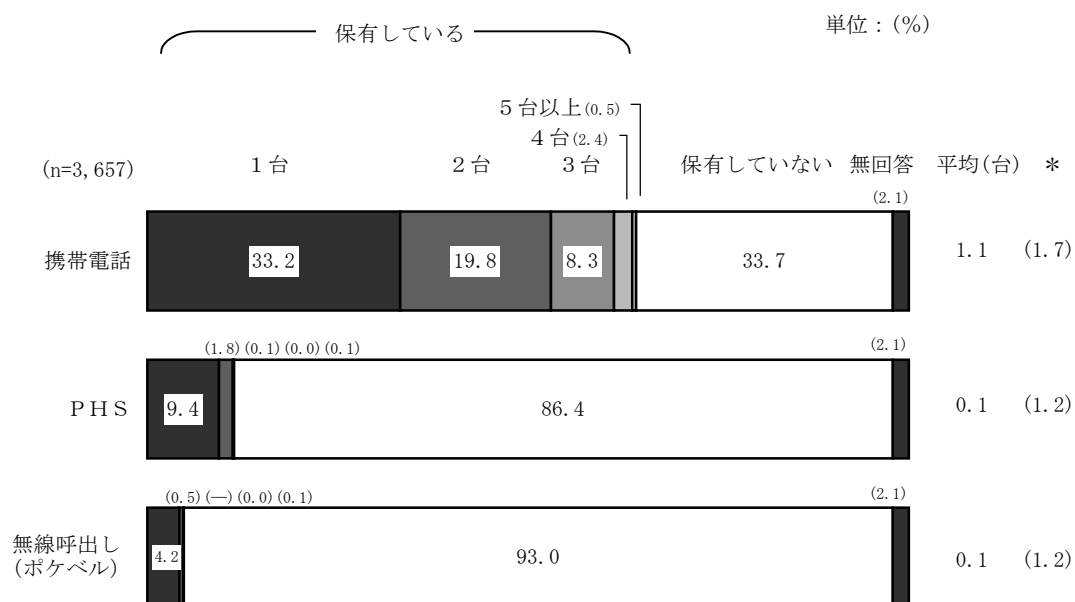 単位：(%)
保有している
５台以上(0.5)
４台(2.4)
(n=3,657) １台 ２台 ３台 保有していない 無回答 平均(台) ＊
(2.1)
携帯電話 33.2 19.8 8.3 33.7 1.1 (1.7)
(1.8)(0.1)(0.0)(0.1) (2.1)
ＰＨＳ 9.4 86.4 0.1 (1.2)
(0.5)(―)(0.0)(0.1) (2.1)
無線呼出し
(ポケベル) 4.2 93.0 0.1 (1.2)